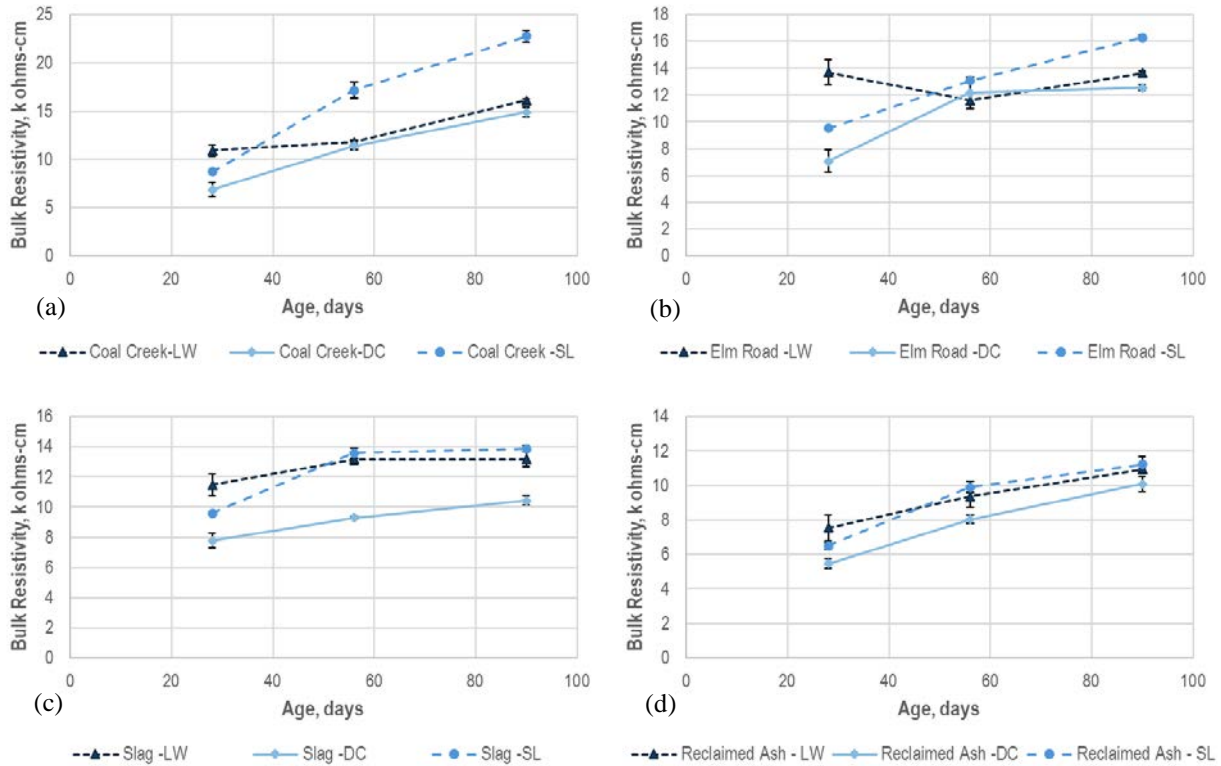 25
20
15
10
5
0
Bulk Resistivity, k ohms-cm
0 20 40 60 80 100
Age, days
(a)
Coal Creek-LW Coal Creek-DC Coal Creek -SL
18
16
14
12
10
8
6
4
2
0
Bulk Resistivity, k ohms-cm
0 20 40 60 80 100
Age, days
(b)
Elm Road -LW Elm Road -DC Elm Road -SL
16
14
12
10
8
6
4
2
0
Bulk Resistivity, k ohms-cm
0 20 40 60 80 100
Age, days
(c)
Slag -LW Slag -DC Slag -SL
14
12
10
8
6
4
2
0
Bulk Resistivity, k ohms-cm
0 20 40 60 80 100
Age, days
(d)
Reclaimed Ash - LW Reclaimed Ash -DC Reclaimed Ash - SL